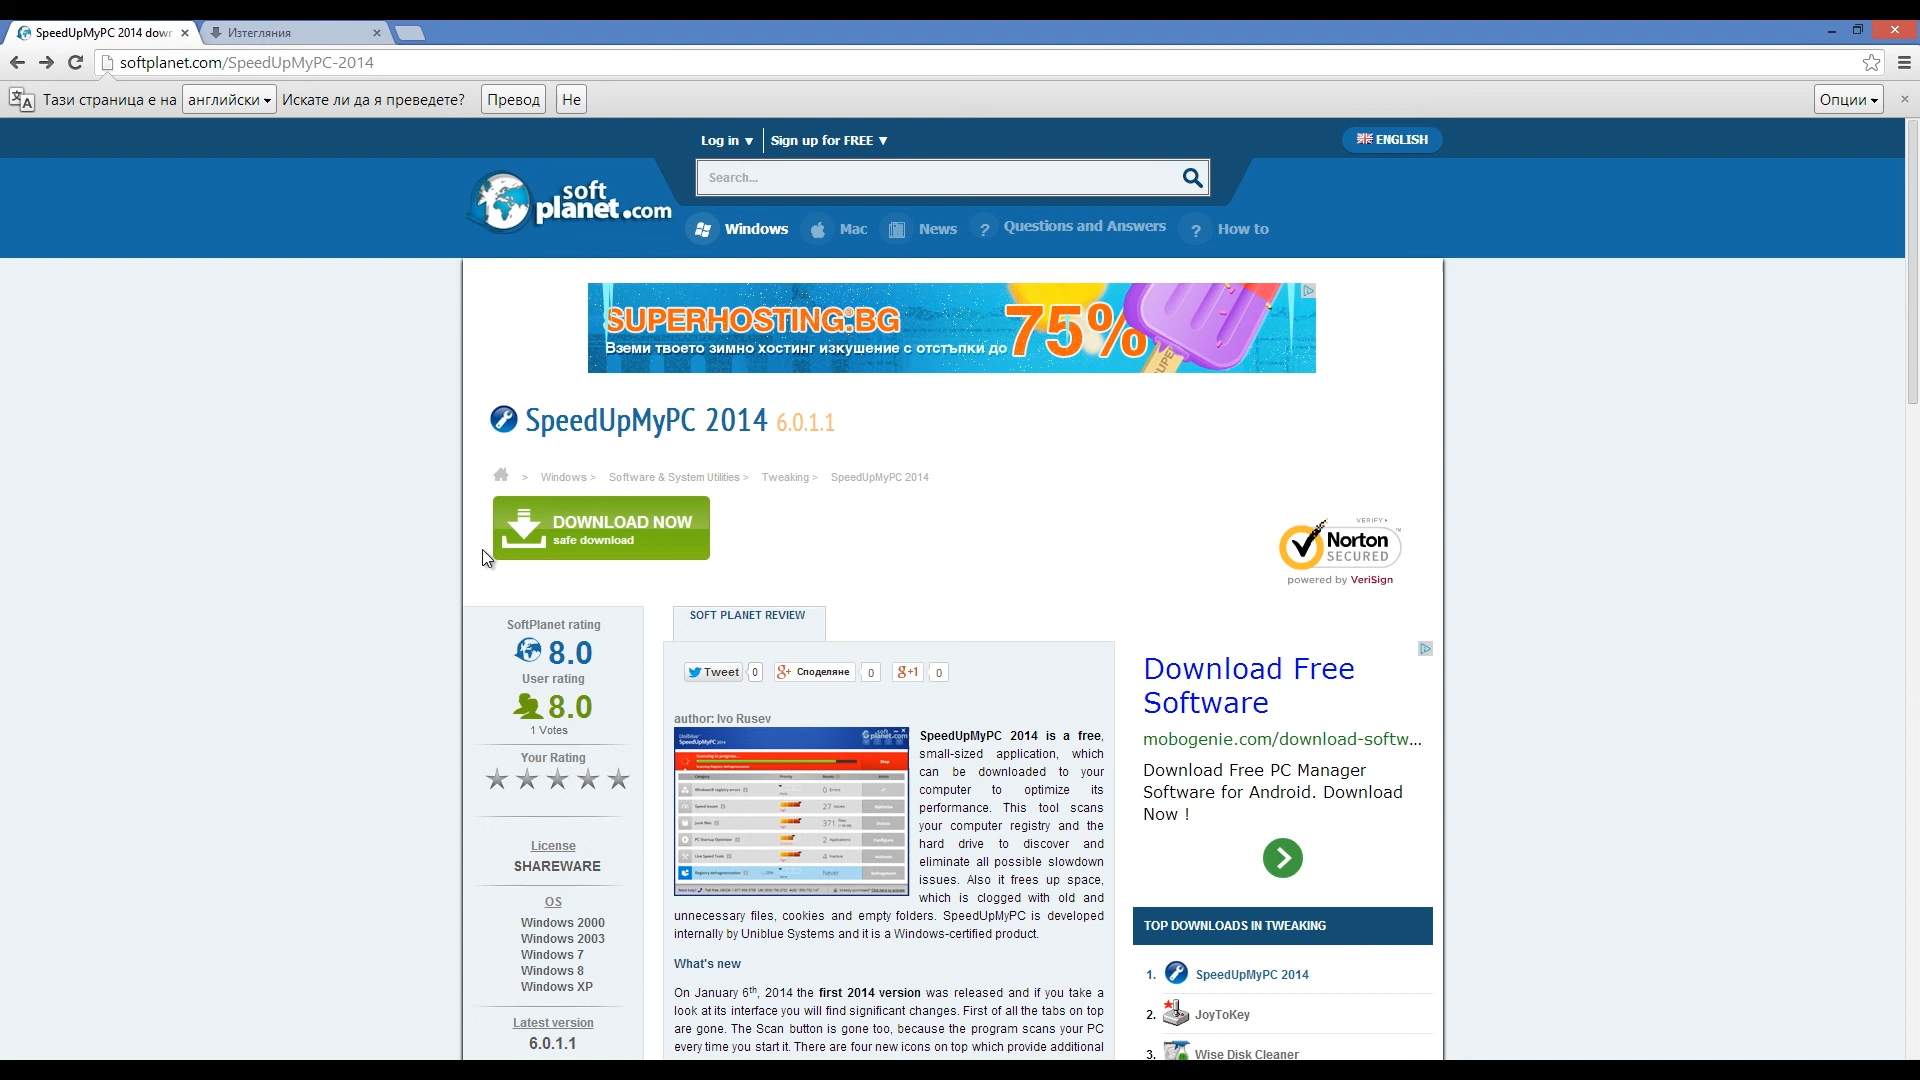 SpeedUpMyPC 2014 down
Изтегляния
softplanet.com/SpeedUpMyPC-2014
Тази страница е на английски Искате ли да я преведете? Превод Не Опции
Log in ▼ Sign up for FREE ▼ ENGLISH
Search...
soft planet.com
Windows Mac News ? Questions and Answers ? How to
SUPERHOSTING.BG 75%
Вземи твоето зимно хостинг изкушение с отстъпки до
SpeedUpMyPC 2014 6.0.1.1
> Windows > Software & System Utilities > Tweaking > SpeedUpMyPC 2014
DOWNLOAD NOW
safe download
VERIFY
Norton
SECURED
powered by VeriSign
SoftPlanet rating
8.0
User rating
8.0
1 Votes
Your Rating
License
SHAREWARE
OS
Windows 2000
Windows 2003
Windows 7
Windows 8
Windows XP
Latest version
6.0.1.1
SOFT PLANET REVIEW
Tweet 0 Споделяне 0 +1 0
author: Ivo Rusev
SpeedUpMyPC 2014 is a free,
small-sized application, which
can be downloaded to your
computer to optimize its
performance. This tool scans
your computer registry and the
hard drive to discover and
eliminate all possible slowdown
issues. Also it frees up space,
which is clogged with old and
unnecessary files, cookies and empty folders. SpeedUpMyPC is developed
internally by Uniblue Systems and it is a Windows-certified product.
What's new
On January 6th, 2014 the first 2014 version was released and if you take a
look at its interface you will find significant changes. First of all the tabs on top
are gone. The Scan button is gone too, because the program scans your PC
every time you start it. There are four new icons on top which provide additional
Download Free
Software
mobogenie.com/download-softw...
Download Free PC Manager
Software for Android. Download
Now !
TOP DOWNLOADS IN TWEAKING
1. SpeedUpMyPC 2014
2. JoyToKey
3. Wise Disk Cleaner